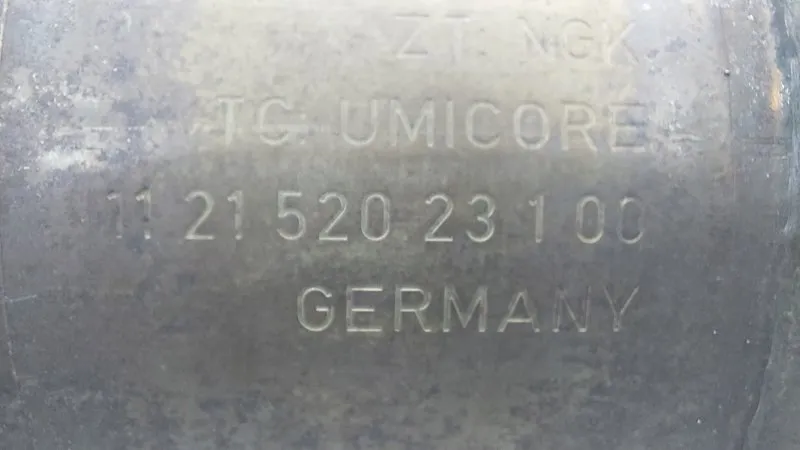 ZT: NGK
TC: UMICORE
11 21 520 23 1 00
GERMANY